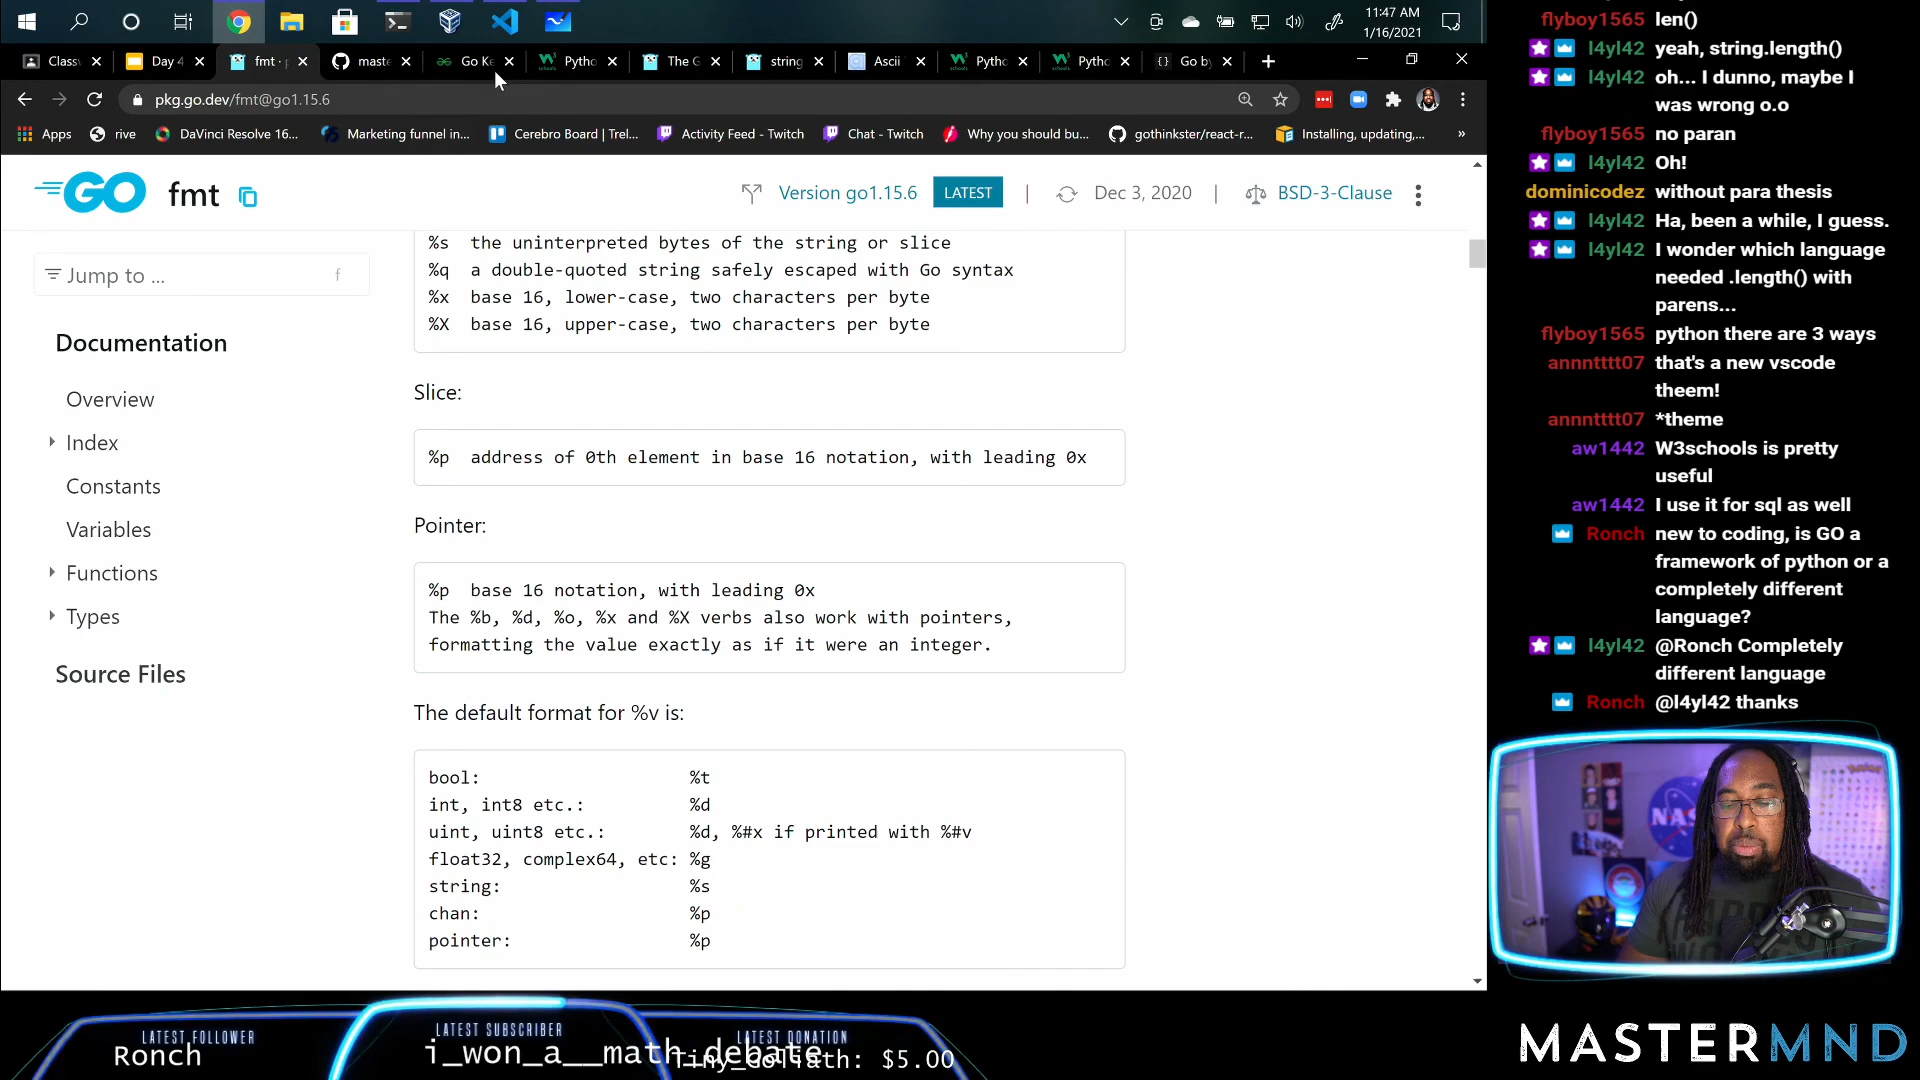 11:47 AM
1/16/2021
Classv
Day 4
fmt · p
maste
Go Ke
Pytho
The G
string
Ascii
Pytho
Pytho
Go by
pkg.go.dev/fmt@go1.15.6
Apps
rive
DaVinci Resolve 16...
Marketing funnel in...
Cerebro Board | Trel...
Activity Feed - Twitch
Chat - Twitch
Why you should bu...
gothinkster/react-r...
Installing, updating,...
»
GO fmt
Version go1.15.6 LATEST | Dec 3, 2020 | BSD-3-Clause
Jump to ... f
Documentation
Overview
Index
Constants
Variables
Functions
Types
Source Files
%s the uninterpreted bytes of the string or slice
%q a double-quoted string safely escaped with Go syntax
%x base 16, lower-case, two characters per byte
%X base 16, upper-case, two characters per byte
Slice:
%p address of 0th element in base 16 notation, with leading 0x
Pointer:
%p base 16 notation, with leading 0x
The %b, %d, %o, %x and %X verbs also work with pointers,
formatting the value exactly as if it were an integer.
The default format for %v is:
bool: %t
int, int8 etc.: %d
uint, uint8 etc.: %d, %#x if printed with %#v
float32, complex64, etc: %g
string: %s
chan: %p
pointer: %p
flyboy1565 len()
l4yl42 yeah, string.length()
l4yl42 oh... I dunno, maybe I
was wrong o.o
flyboy1565 no paran
l4yl42 Oh!
dominicodez without para thesis
l4yl42 Ha, been a while, I guess.
l4yl42 I wonder which language
needed .length() with
parens...
flyboy1565 python there are 3 ways
annntttt07 that's a new vscode
theem!
annntttt07 *theme
aw1442 W3schools is pretty
useful
aw1442 I use it for sql as well
Ronch new to coding, is GO a
framework of python or a
completely different
language?
l4yl42 @Ronch Completely
different language
Ronch @l4yl42 thanks
NASA
LATEST FOLLOWER
Ronch
LATEST SUBSCRIBER
i_won_a__math_debate
LATEST DONATION
Tiny_Goliath: $5.00
MASTERMND